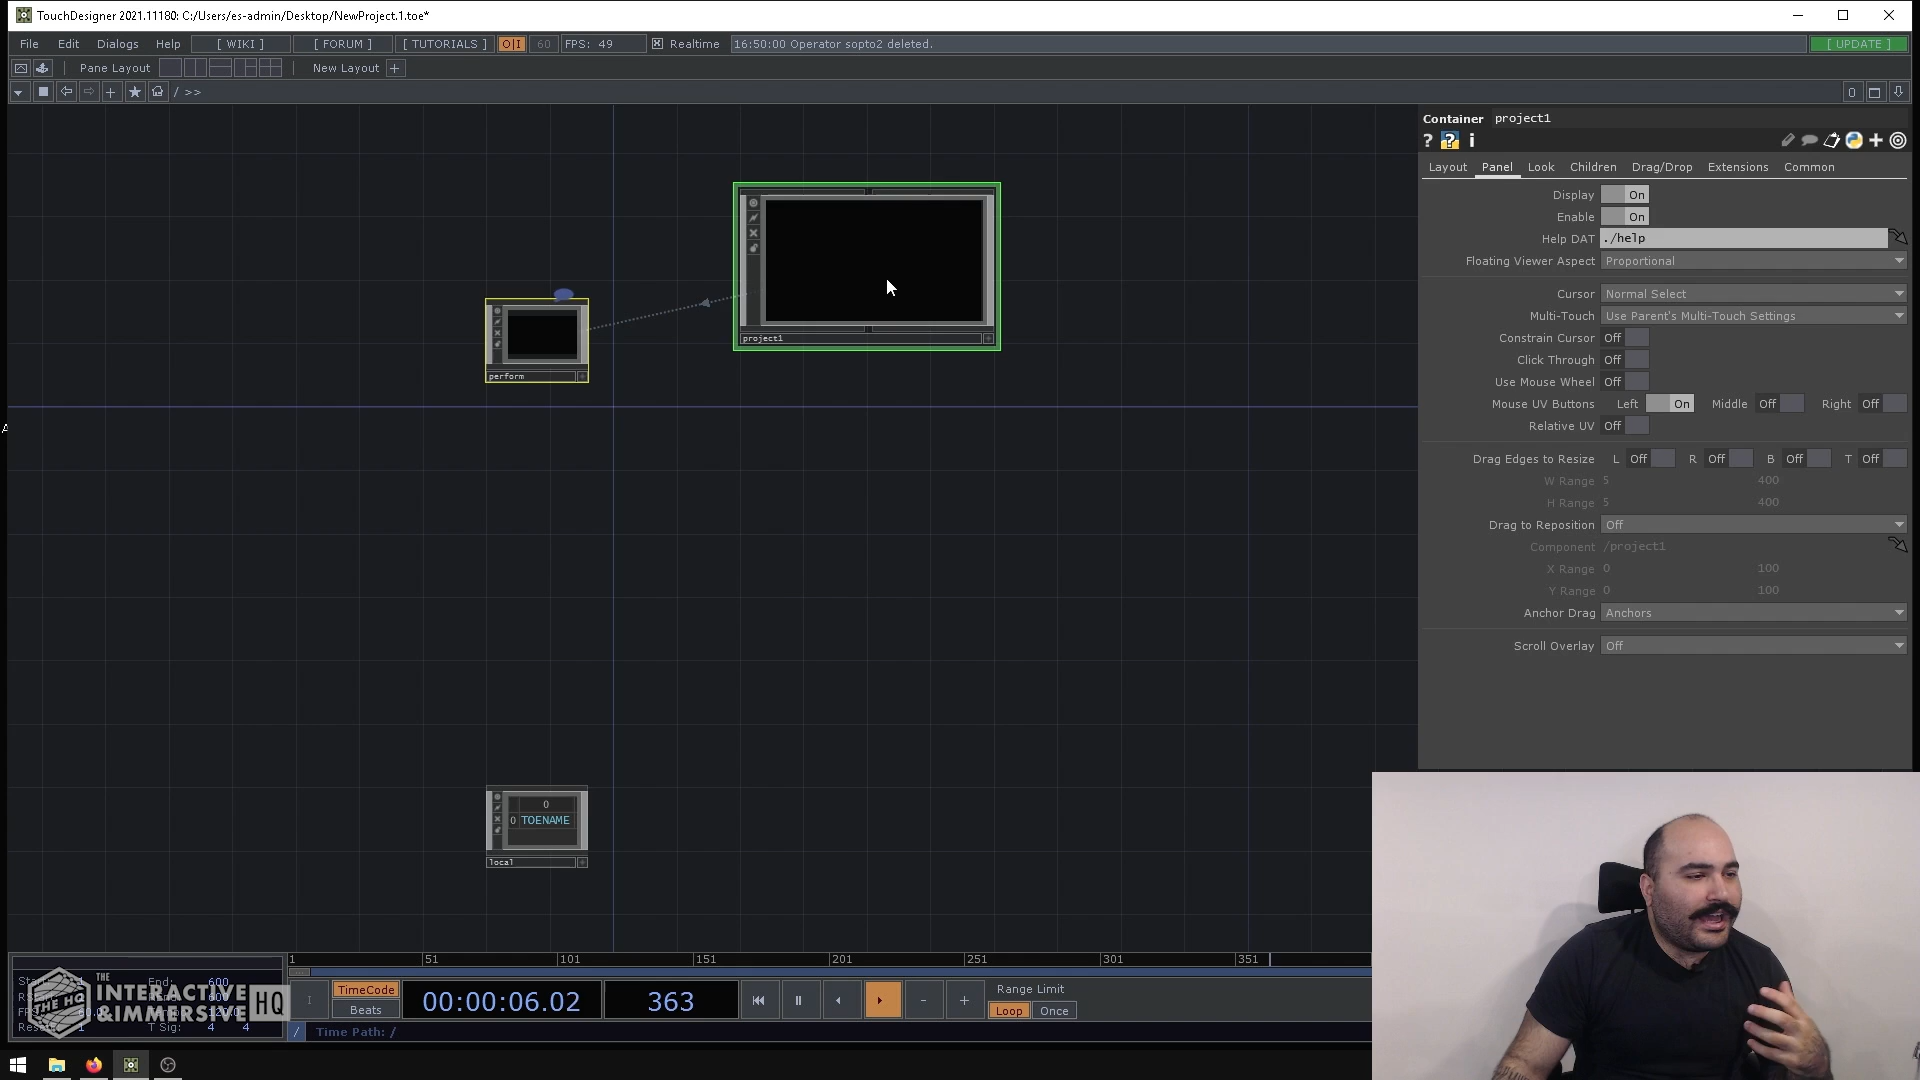 TouchDesigner 2021.11180: C:/Users/es-admin/Desktop/NewProject.1.toe*
File Edit Dialogs Help [ WIKI ] [ FORUM ] [ TUTORIALS ] O|I 60 FPS: 49 Realtime 16:50:00 Operator sopto2 deleted. [ UPDATE ]
Pane Layout New Layout +
/ >> 0
Container project1
? ? i
Layout Panel Look Children Drag/Drop Extensions Common
Display On
Enable On
Help DAT ./help
Floating Viewer Aspect Proportional
Cursor Normal Select
Multi-Touch Use Parent's Multi-Touch Settings
Constrain Cursor Off
Click Through Off
Use Mouse Wheel Off
Mouse UV Buttons Left On Middle Off Right Off
Relative UV Off
Drag Edges to Resize L Off R Off B Off T Off
W Range 5 400
H Range 5 400
Drag to Reposition Off
Component /project1
X Range 0 100
Y Range 0 100
Anchor Drag Anchors
Scroll Overlay Off
project1
perform
0
0 TOENAME
local
1 51 101 151 201 251 301 351
End: 600
T Sig: 4 4
THE HQ
THE INTERACTIVE & IMMERSIVE HQ
TimeCode
Beats
00:00:06.02
363
- +
Range Limit
Loop Once
/ Time Path: /